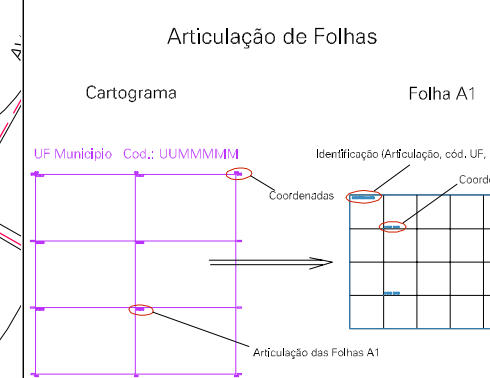 Articulação de Folhas
Cartograma
Folha A1
UF Municipio Cod.: UUMMMMM
Identificação (Articulação, cód. UF,
Coordenadas
Articulação das Folhas A1